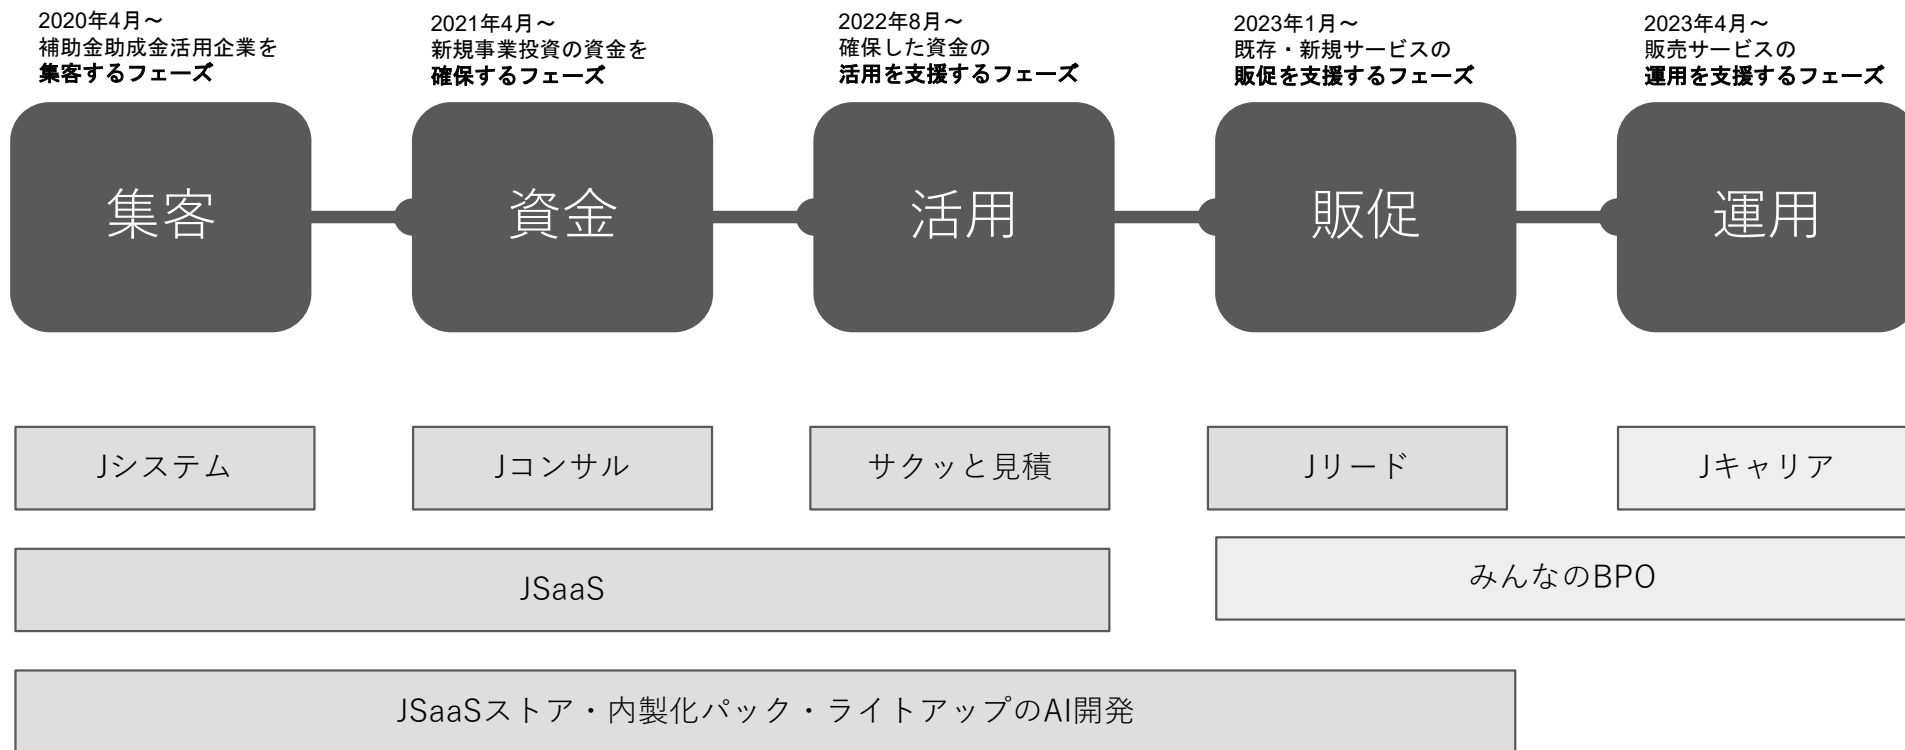 2020年4月～
補助金助成金活用企業を
集客するフェーズ
2021年4月～
新規事業投資の資金を
確保するフェーズ
2022年8月～
確保した資金の
活用を支援するフェーズ
2023年1月～
既存・新規サービスの
販促を支援するフェーズ
2023年4月～
販売サービスの
運用を支援するフェーズ
集客
資金
活用
販促
運用
Jシステム
Jコンサル
サクッと見積
Jリード
Jキャリア
JSaaS
みんなのBPO
JSaaSストア・内製化パック・ライトアップのAI開発